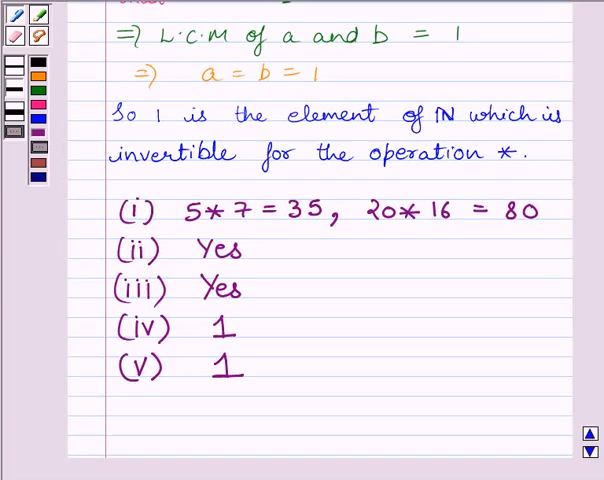 =) L.C.M of a and b = 1
=) a = b = 1
So 1 is the element of N which is
invertible for the operation *.
(i) 5*7=35, 20*16 = 80
(ii) Yes
(iii) Yes
(iv) 1
(v) 1